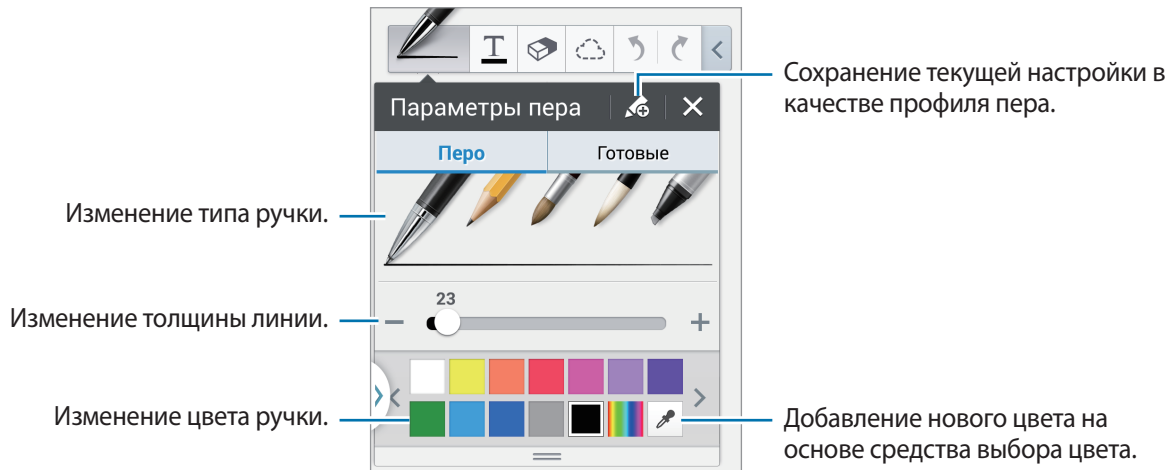 T
Параметры пера
Сохранение текущей настройки в
качестве профиля пера.
Перо
Готовые
Изменение типа ручки.
23
Изменение толщины линии.
Изменение цвета ручки.
Добавление нового цвета на
основе средства выбора цвета.